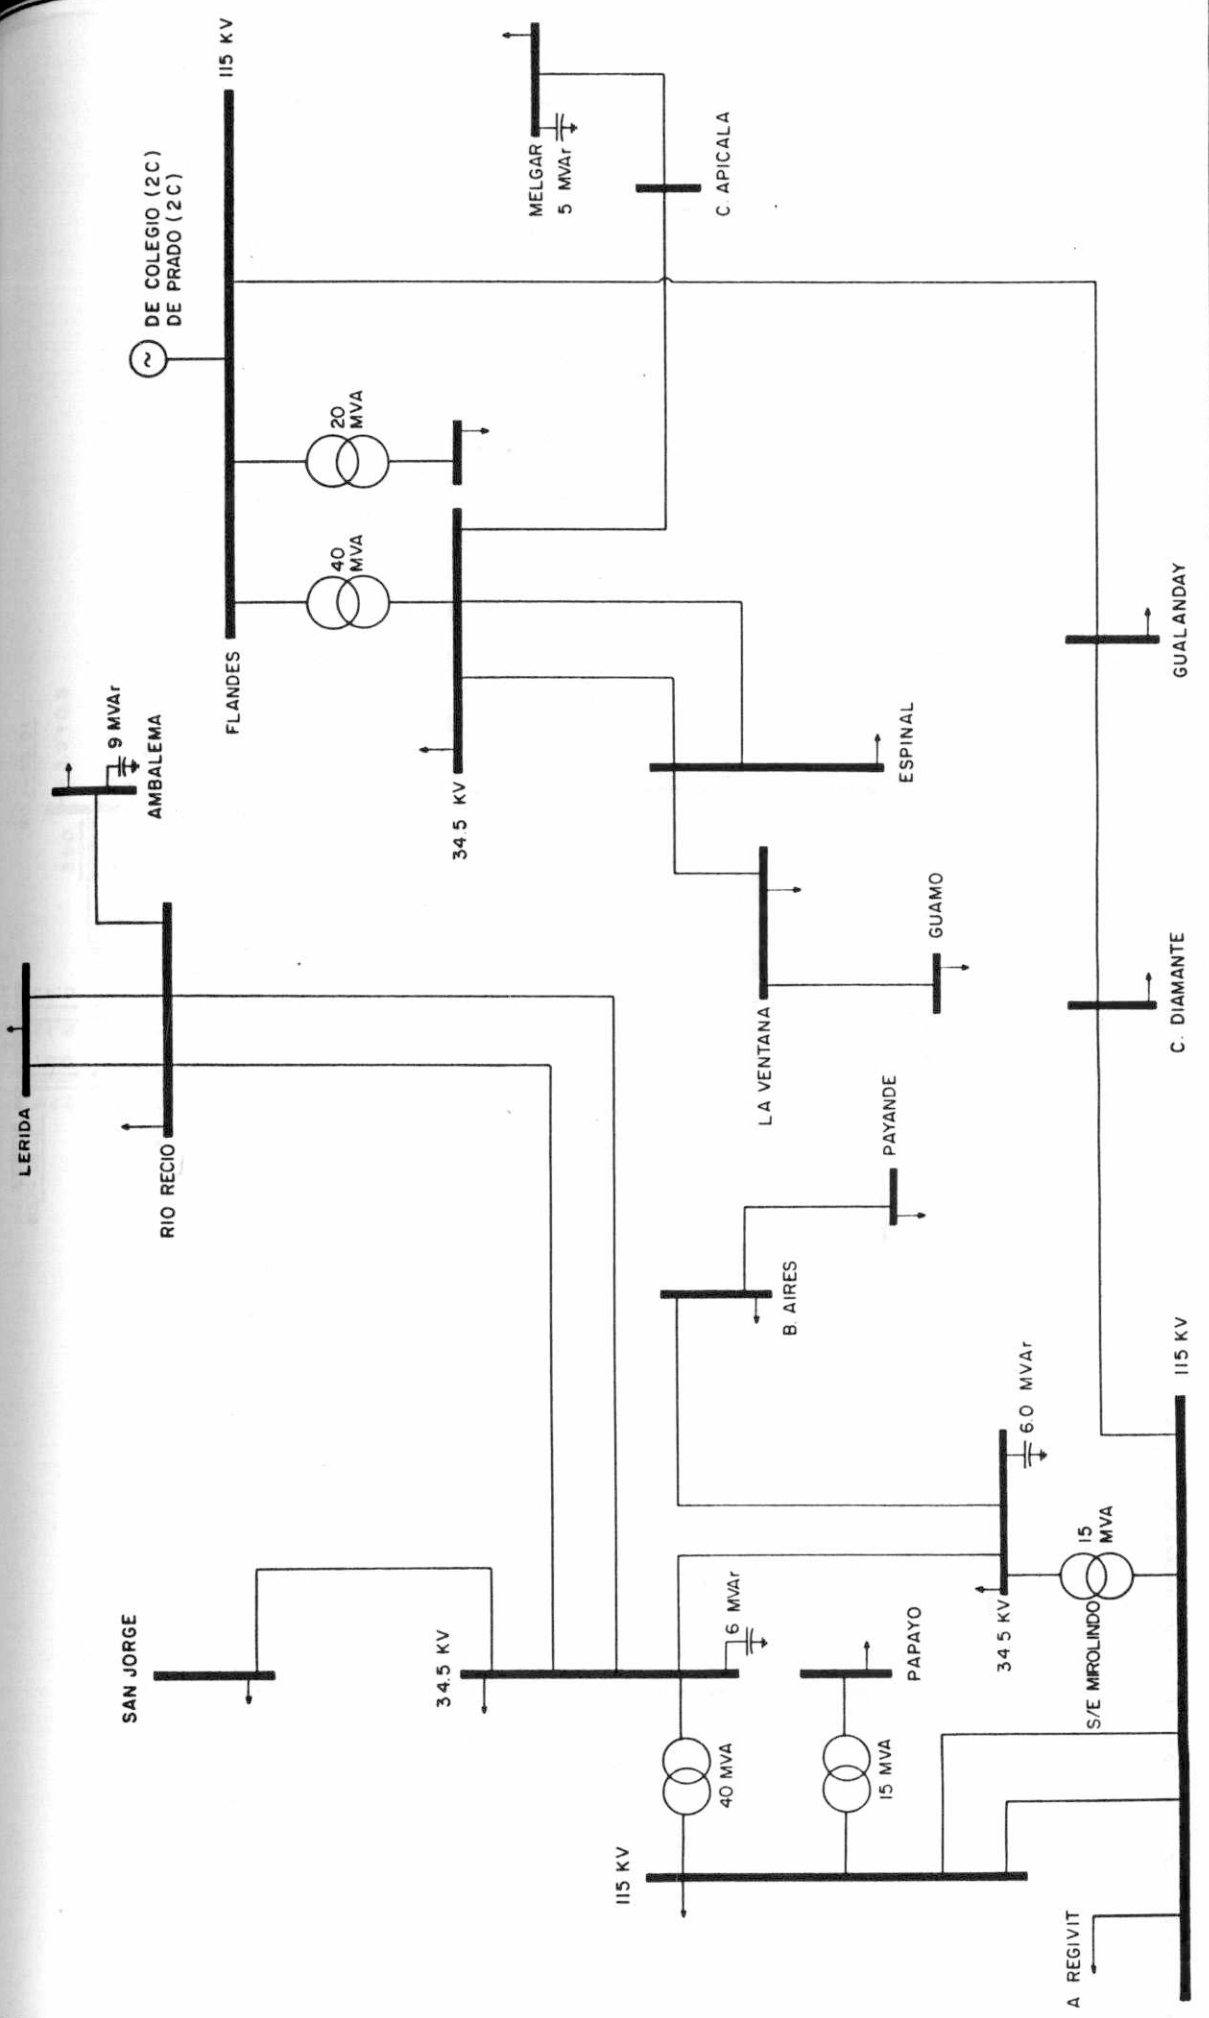 DE COLEGIO (2C)
DE PRADO (2C)
115 KV
FLANDES
20
MVA
40
MVA
34.5 KV
MELGAR
5 MVAr
C. APICALA
9 MVAr
AMBALEMA
LERIDA
RIO RECIO
ESPINAL
LA VENTANA
GUAMO
GUALANDAY
C. DIAMANTE
PAYANDE
B. AIRES
SAN JORGE
34.5 KV
6 MVAr
40 MVA
PAPAYO
15 MVA
115 KV
6.0 MVAr
34.5 KV
15
MVA
S/E MIROLINDO
115 KV
A REGIVIT